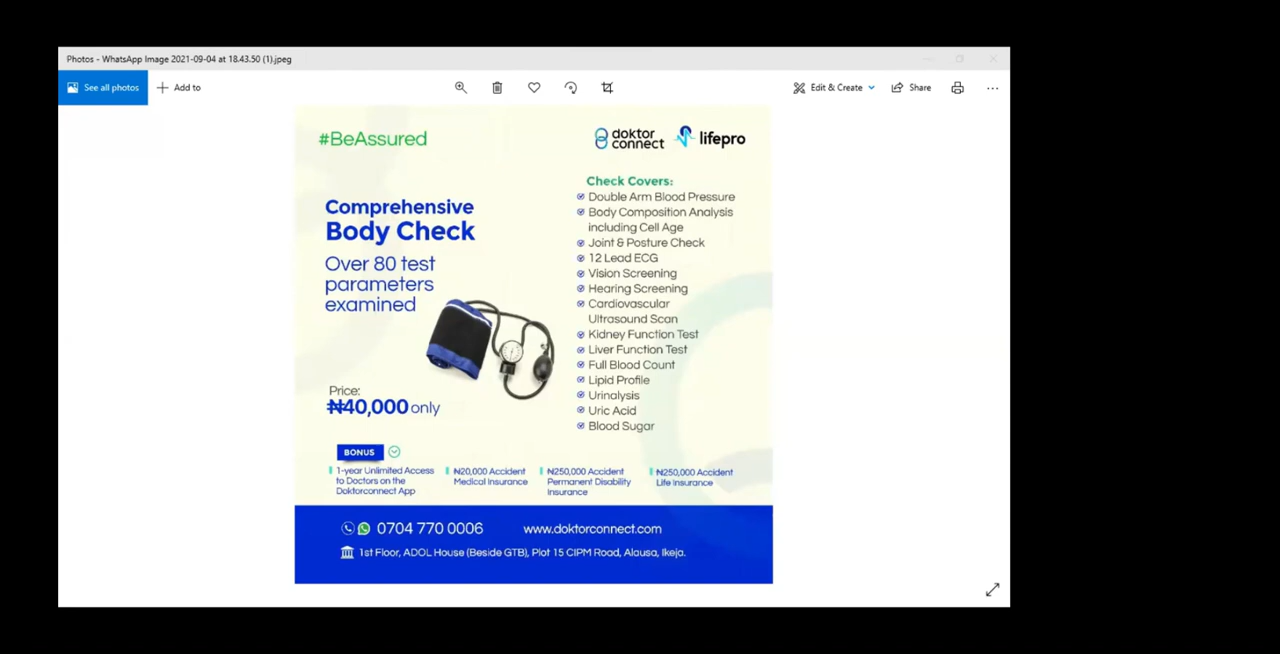 Photos - WhatsApp Image 2021-09-04 at 18.43.50 (1).jpeg
See all photos
Add to
Edit & Create
Share
#BeAssured
doktor
connect
lifepro
Comprehensive
Body Check
Over 80 test
parameters
examined
Price:
₦40,000 only
Check Covers:
Double Arm Blood Pressure
Body Composition Analysis
including Cell Age
Joint & Posture Check
12 Lead ECG
Vision Screening
Hearing Screening
Cardiovascular
Ultrasound Scan
Kidney Function Test
Liver Function Test
Full Blood Count
Lipid Profile
Urinalysis
Uric Acid
Blood Sugar
BONUS
1-year Unlimited Access
to Doctors on the
Doktorconnect App
₦20,000 Accident
Medical Insurance
₦250,000 Accident
Permanent Disability
Insurance
₦250,000 Accident
Life Insurance
0704 770 0006
www.doktorconnect.com
1st Floor, ADOL House (Beside GTB), Plot 15 CIPM Road, Alausa, Ikeja.